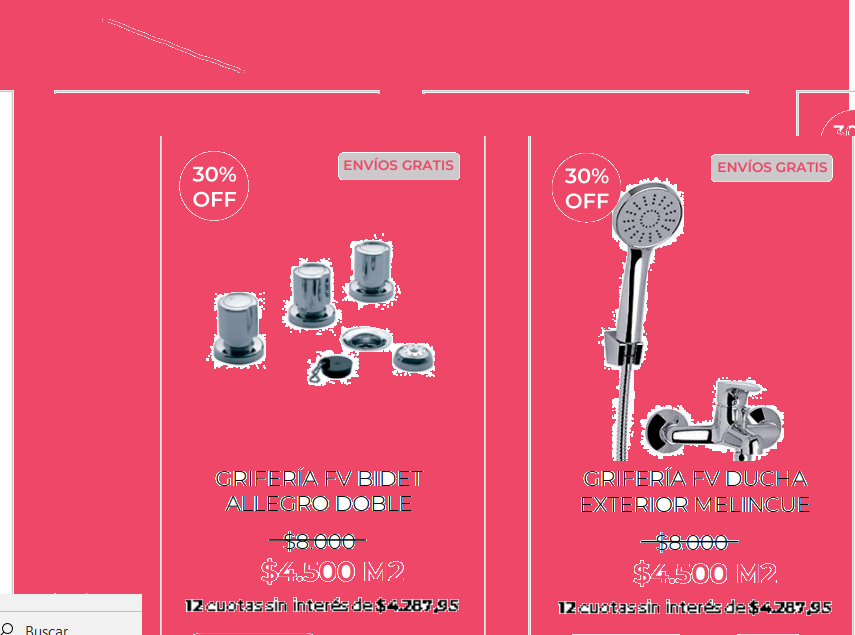 30%
OFF
ENVÍOS GRATIS
GRIFERÍA FV BIDET
ALLEGRO DOBLE
$8.000
$4.500 M2
12 cuotas sin interés de $4.287,95
30%
OFF
ENVÍOS GRATIS
GRIFERÍA FV DUCHA
EXTERIOR MELINCUE
$8.000
$4.500 M2
12 cuotas sin interés de $4.287,95
Buscar